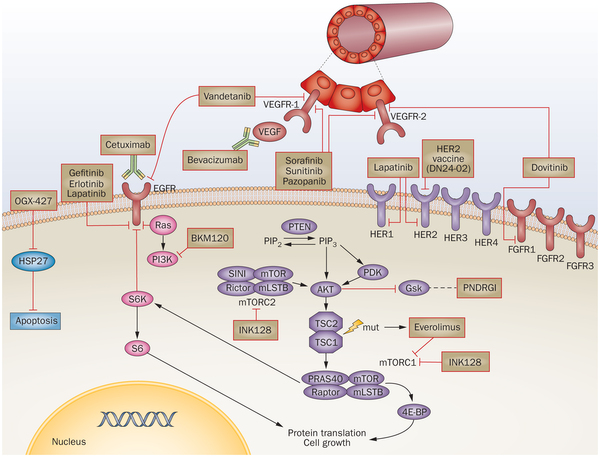 Vandetanib
VEGFR-1
VEGFR-2
VEGF
Bevacizumab
Cetuximab
Gefitinib
Erlotinib
Lapatinib
EGFR
Sorafinib
Sunitinib
Pazopanib
Lapatinib
HER2
vaccine
(DN24-02)
Dovitinib
OGX-427
HER1
HER2
HER3
HER4
FGFR1
FGFR2
FGFR3
Ras
PI3K
BKM120
HSP27
Apoptosis
PTEN
PIP2
PIP3
PDK
SINI
mTOR
Rictor
mLSTB
mTORC2
INK128
AKT
Gsk
PNDRGI
S6K
S6
TSC2
TSC1
mut
Everolimus
mTORC1
INK128
PRAS40
mTOR
Raptor
mLSTB
4E-BP
Protein translation
Cell growth
Nucleus